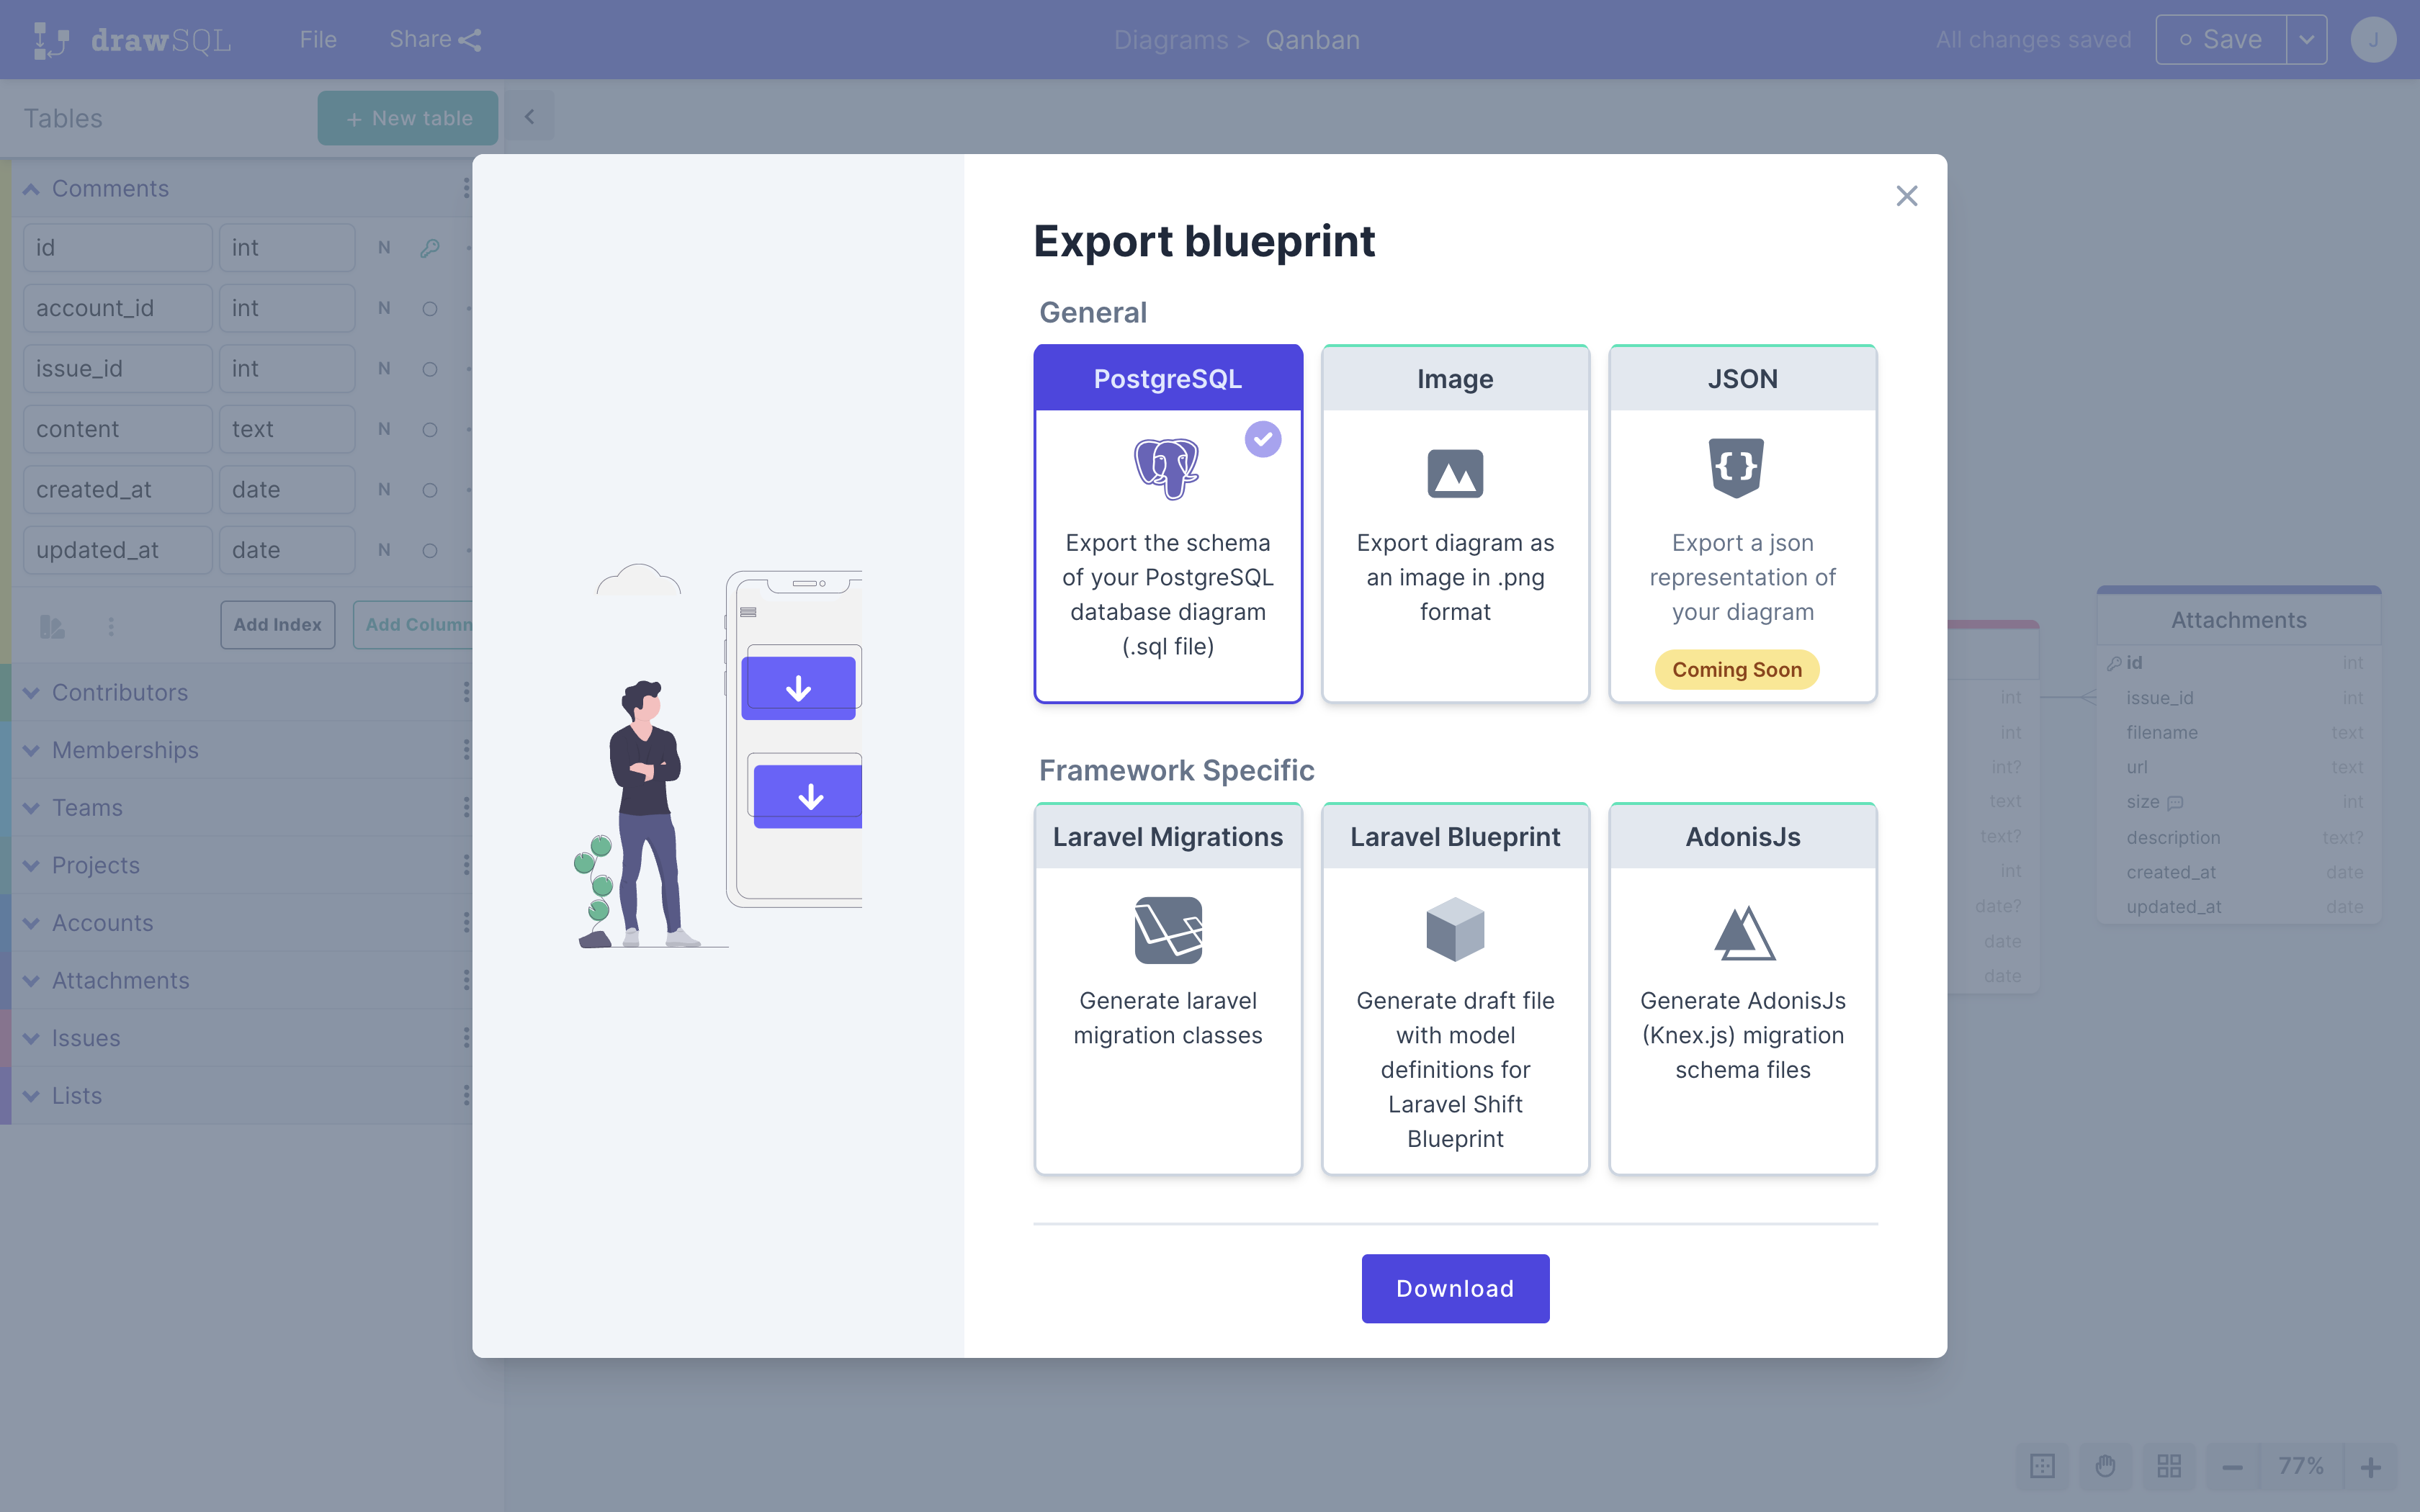 drawSQL
File
Share
Diagrams > Qanban
All changes saved
Save
J
Tables
+ New table
Comments
id int N
account_id int N
issue_id int N
content text N
created_at date N
updated_at date N
Add Index
Add Column
Contributors
Memberships
Teams
Projects
Accounts
Attachments
Issues
Lists
Export blueprint
General
PostgreSQL
Export the schema
of your PostgreSQL
database diagram
(.sql file)
Image
Export diagram as
an image in .png
format
JSON
{}
Export a json
representation of
your diagram
Coming Soon
Framework Specific
Laravel Migrations
Generate laravel
migration classes
Laravel Blueprint
Generate draft file
with model
definitions for
Laravel Shift
Blueprint
AdonisJs
Generate AdonisJs
(Knex.js) migration
schema files
Download
int
int
int?
text
text?
int
date?
date
date
Attachments
id int
issue_id int
filename text
url text
size int
description text?
created_at date
updated_at date
77%